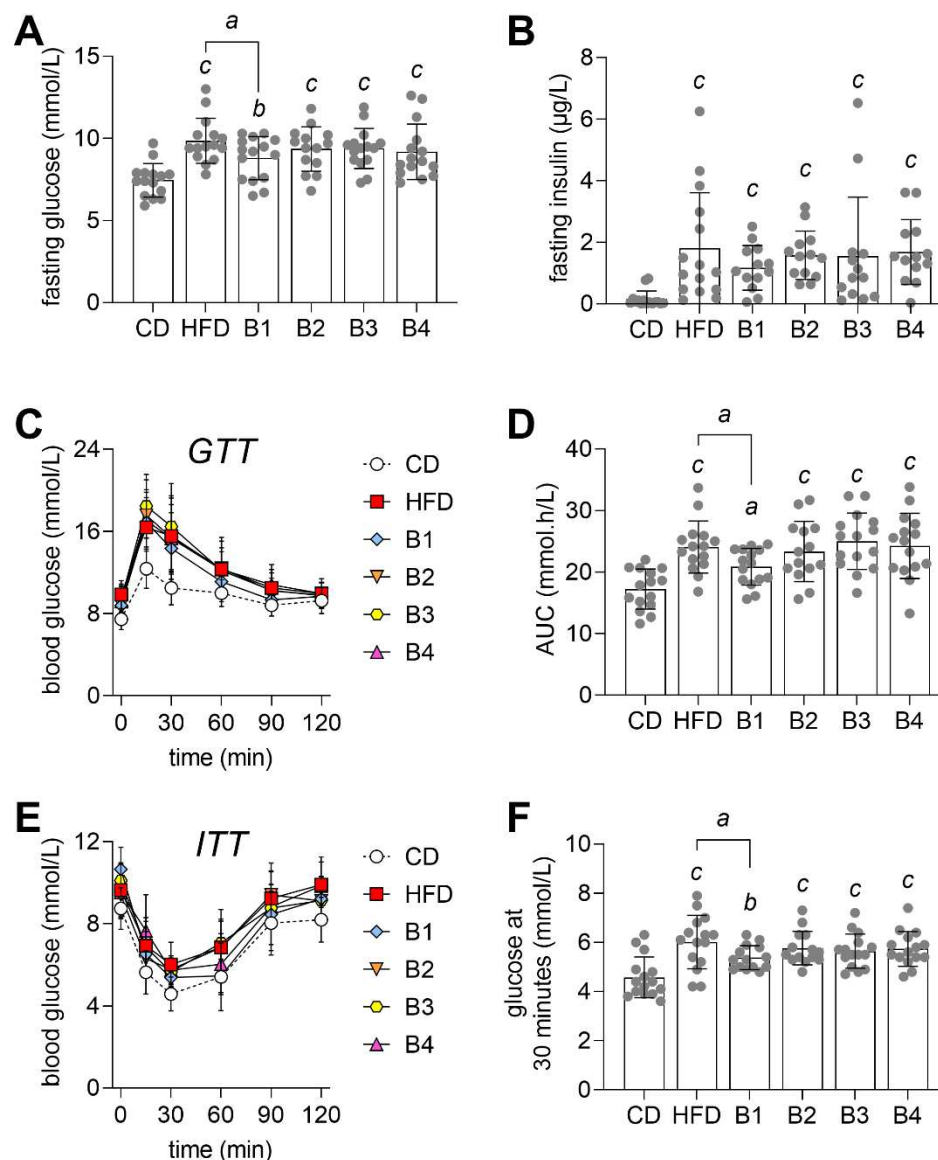 A
B
a
c
b
c
c
c
15
10
5
0
fasting glucose (mmol/L)
CD HFD B1 B2 B3 B4
c
c
c
c
c
8
6
4
2
0
fasting insulin (µg/L)
CD HFD B1 B2 B3 B4
C
GTT
24
16
8
0
blood glucose (mmol/L)
0 30 60 90 120
time (min)
CD
HFD
B1
B2
B3
B4
D
a
c
a
c
c
c
40
30
20
10
0
AUC (mmol.h/L)
CD HFD B1 B2 B3 B4
E
ITT
12
8
4
0
blood glucose (mmol/L)
0 30 60 90 120
time (min)
CD
HFD
B1
B2
B3
B4
F
a
c
b
c
c
c
10
8
6
4
2
0
glucose at
30 minutes (mmol/L)
CD HFD B1 B2 B3 B4